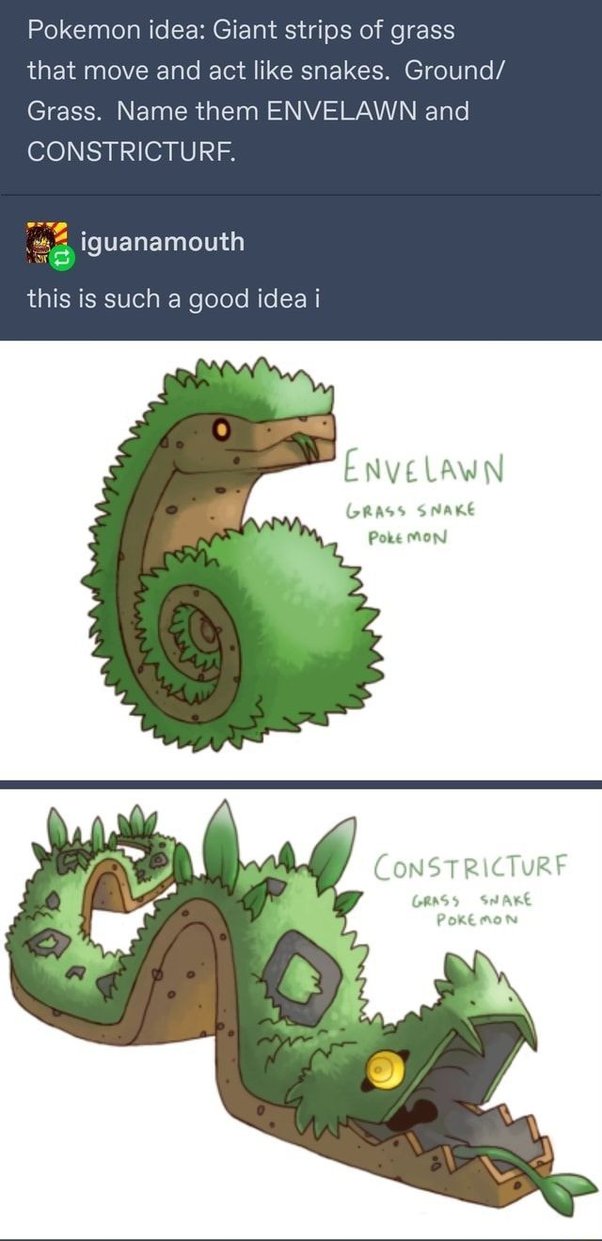 Pokemon idea: Giant strips of grass
that move and act like snakes.  Ground/
Grass.  Name them ENVELAWN and
CONSTRICTURF.
iguanamouth
this is such a good idea i
ENVELAWN
GRASS SNAKE
POKEMON
CONSTRICTURF
GRASS SNAKE
POKEMON